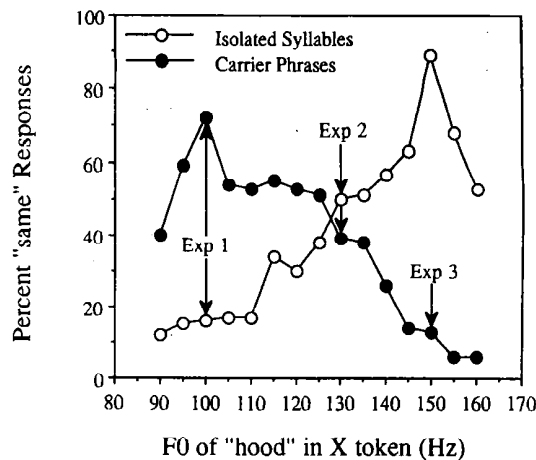 100
Isolated Syllables
Carrier Phrases
80
Exp 2
60
Percent "same" Responses
40
Exp 1
Exp 3
20
0
80 90 100 110 120 130 140 150 160 170
F0 of "hood" in X token (Hz)